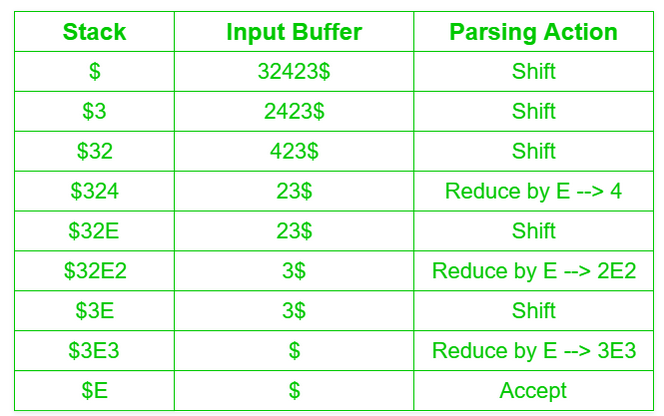 Stack Input Buffer Parsing Action
$ 32423$ Shift
$3 2423$ Shift
$32 423$ Shift
$324 23$ Reduce by E --> 4
$32E 23$ Shift
$32E2 3$ Reduce by E --> 2E2
$3E 3$ Shift
$3E3 $ Reduce by E --> 3E3
$E $ Accept